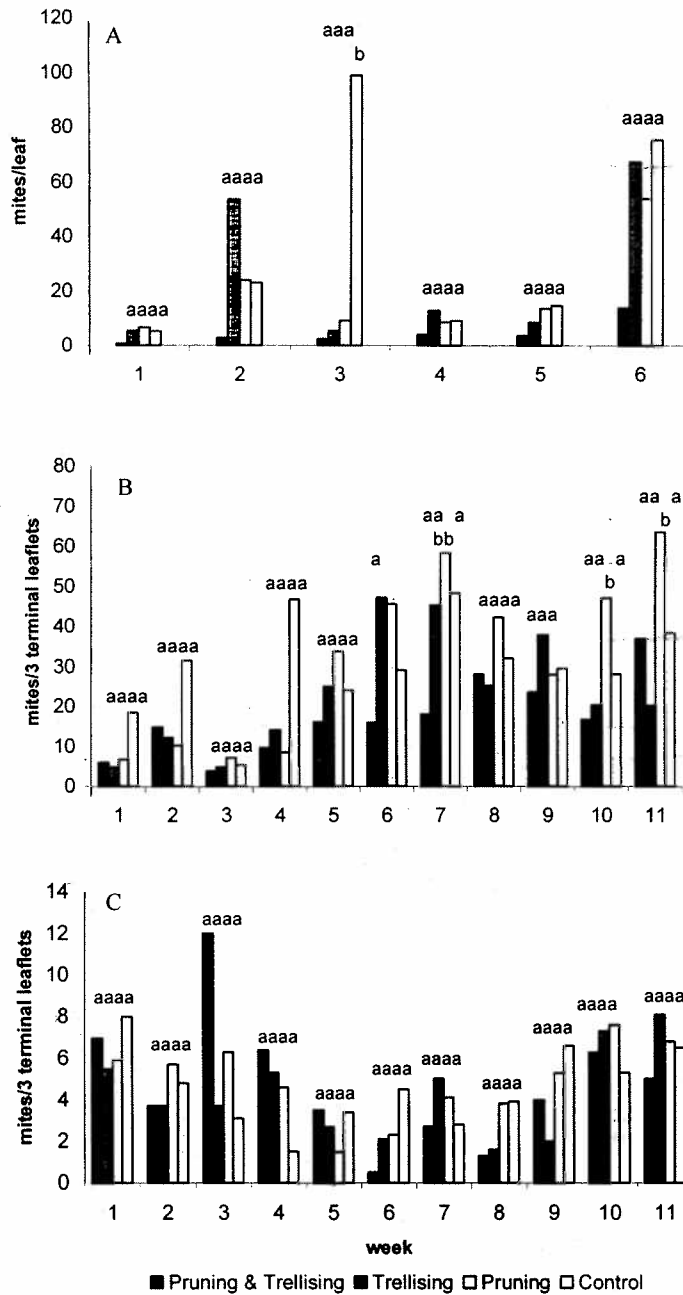 A
120
100
80
60
40
20
0
mites/leaf
aaaa
aaaa
aaa
b
aaaa
aaaa
aaaa
1 2 3 4 5 6
B
80
70
60
50
40
30
20
10
0
mites/3 terminal leaflets
aaaa
aaaa
aaaa
aaaa
aaaa
a
aa a
bb
aaaa
aaa
aa a
b
aa a
b
1 2 3 4 5 6 7 8 9 10 11
C
14
12
10
8
6
4
2
0
mites/3 terminal leaflets
aaaa
aaaa
aaaa
aaaa
aaaa
aaaa
aaaa
aaaa
aaaa
aaaa
aaaa
1 2 3 4 5 6 7 8 9 10 11
week
Pruning & Trellising Trellising Pruning Control